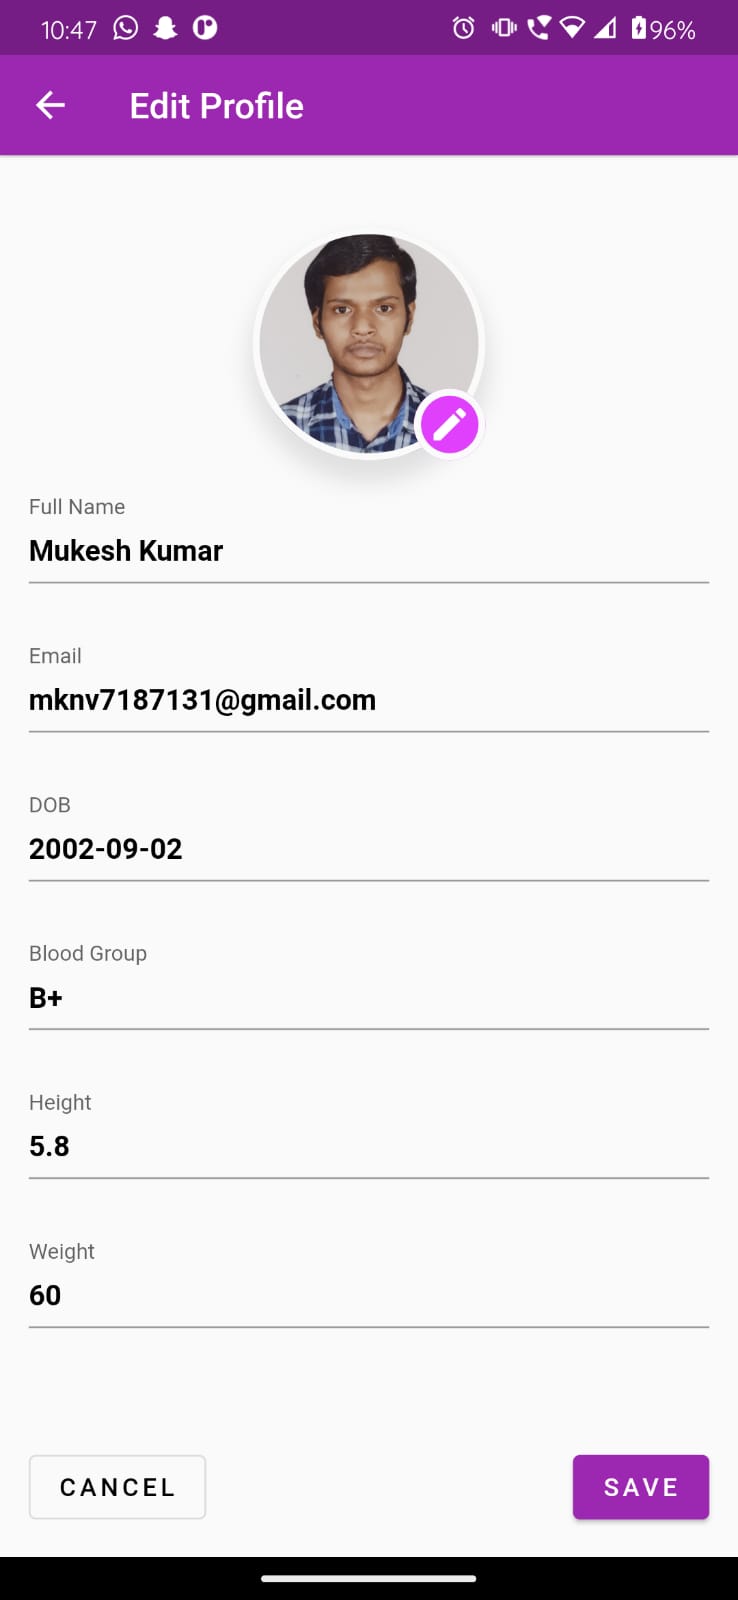 10:47
96%
Edit Profile
Full Name
Mukesh Kumar
Email
mknv7187131@gmail.com
DOB
2002-09-02
Blood Group
B+
Height
5.8
Weight
60
CANCEL
SAVE